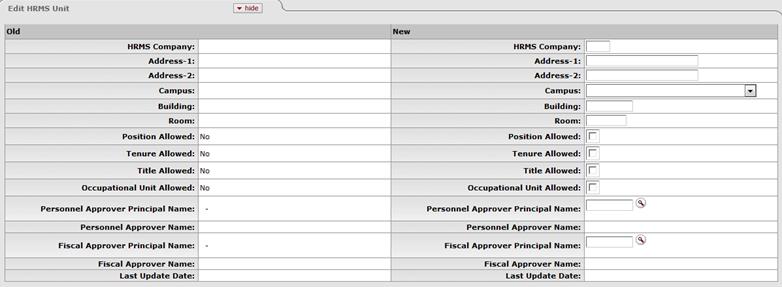 Edit HRMS Unit ▼ hide
Old New
HRMS Company: HRMS Company:
Address-1: Address-1:
Address-2: Address-2:
Campus: Campus:
Building: Building:
Room: Room:
Position Allowed: No Position Allowed:
Tenure Allowed: No Tenure Allowed:
Title Allowed: No Title Allowed:
Occupational Unit Allowed: No Occupational Unit Allowed:
Personnel Approver Principal Name: - Personnel Approver Principal Name:
Personnel Approver Name: Personnel Approver Name:
Fiscal Approver Principal Name: - Fiscal Approver Principal Name:
Fiscal Approver Name: Fiscal Approver Name:
Last Update Date: Last Update Date: